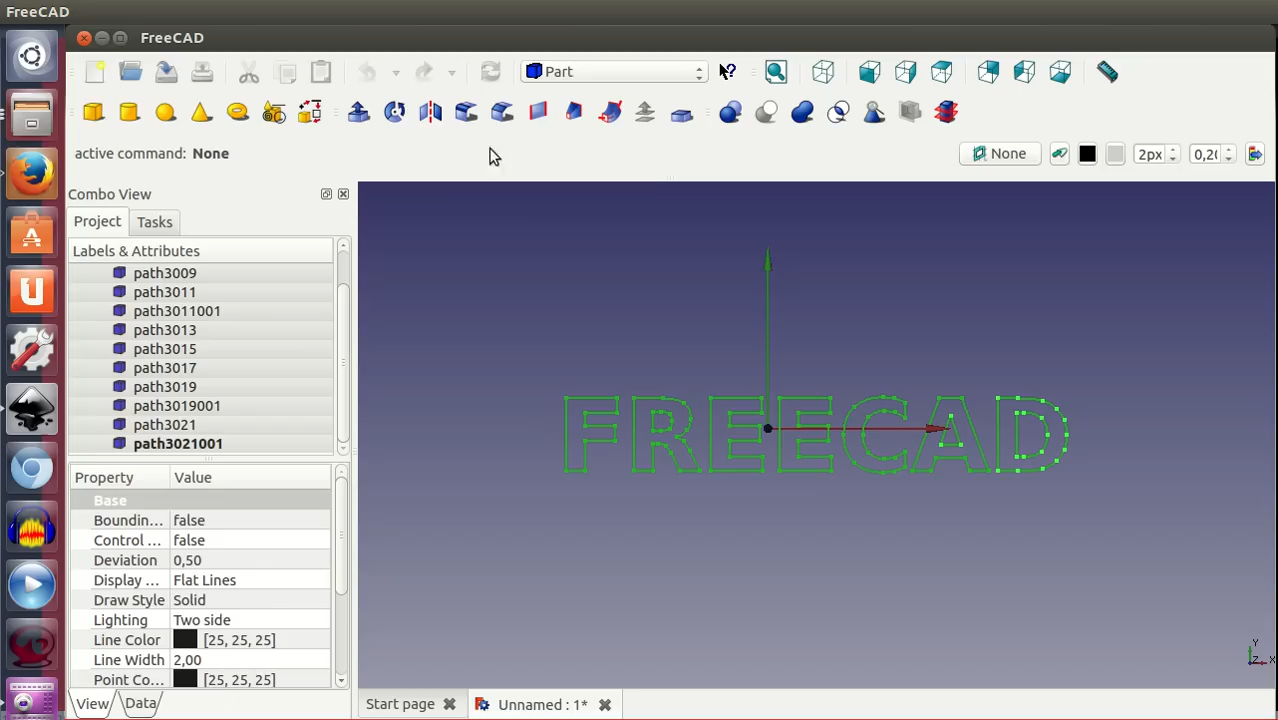 FreeCAD
FreeCAD
Part
active command: None
None
2px
0,20
Combo View
Project
Tasks
Labels & Attributes
path3009
path3011
path3011001
path3013
path3015
path3017
path3019
path3019001
path3021
path3021001
Property
Value
Base
Boundin... false
Control ... false
Deviation 0,50
Display ... Flat Lines
Draw Style Solid
Lighting Two side
Line Color [25, 25, 25]
Line Width 2,00
Point Co... [25, 25, 25]
View
Data
FREECAD
Y
Z X
Start page
Unnamed : 1*